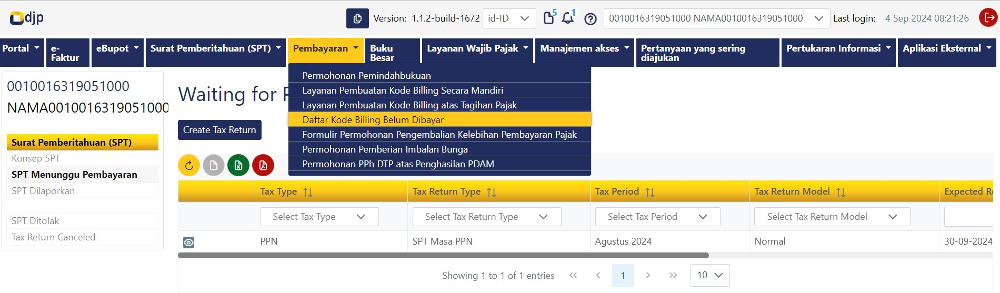 djp
Version: 1.1.2-build-1672
id-ID
5
1
0010016319051000 NAMA0010016319051000
Last login: 4 Sep 2024 08:21:26
Portal
e-
Faktur
eBupot
Surat Pemberitahuan (SPT)
Pembayaran
Buku
Besar
Layanan Wajib Pajak
Manajemen akses
Pertanyaan yang sering
diajukan
Pertukaran Informasi
Aplikasi Eksternal
Permohonan Pemindahbukuan
Layanan Pembuatan Kode Billing Secara Mandiri
Layanan Pembuatan Kode Billing atas Tagihan Pajak
Daftar Kode Billing Belum Dibayar
Formulir Permohonan Pengembalian Kelebihan Pembayaran Pajak
Permohonan Pemberian Imbalan Bunga
Permohonan PPh DTP atas Penghasilan PDAM
0010016319051000
NAMA0010016319051000
Surat Pemberitahuan (SPT)
Konsep SPT
SPT Menunggu Pembayaran
SPT Dilaporkan
SPT Ditolak
Tax Return Canceled
Waiting for
Create Tax Return
Tax Type
Tax Return Type
Tax Period
Tax Return Model
Expected
Select Tax Type
Select Tax Return Type
Select Tax Period
Select Tax Return Model
PPN
SPT Masa PPN
Agustus 2024
Normal
30-09-2024
Showing 1 to 1 of 1 entries
1
10